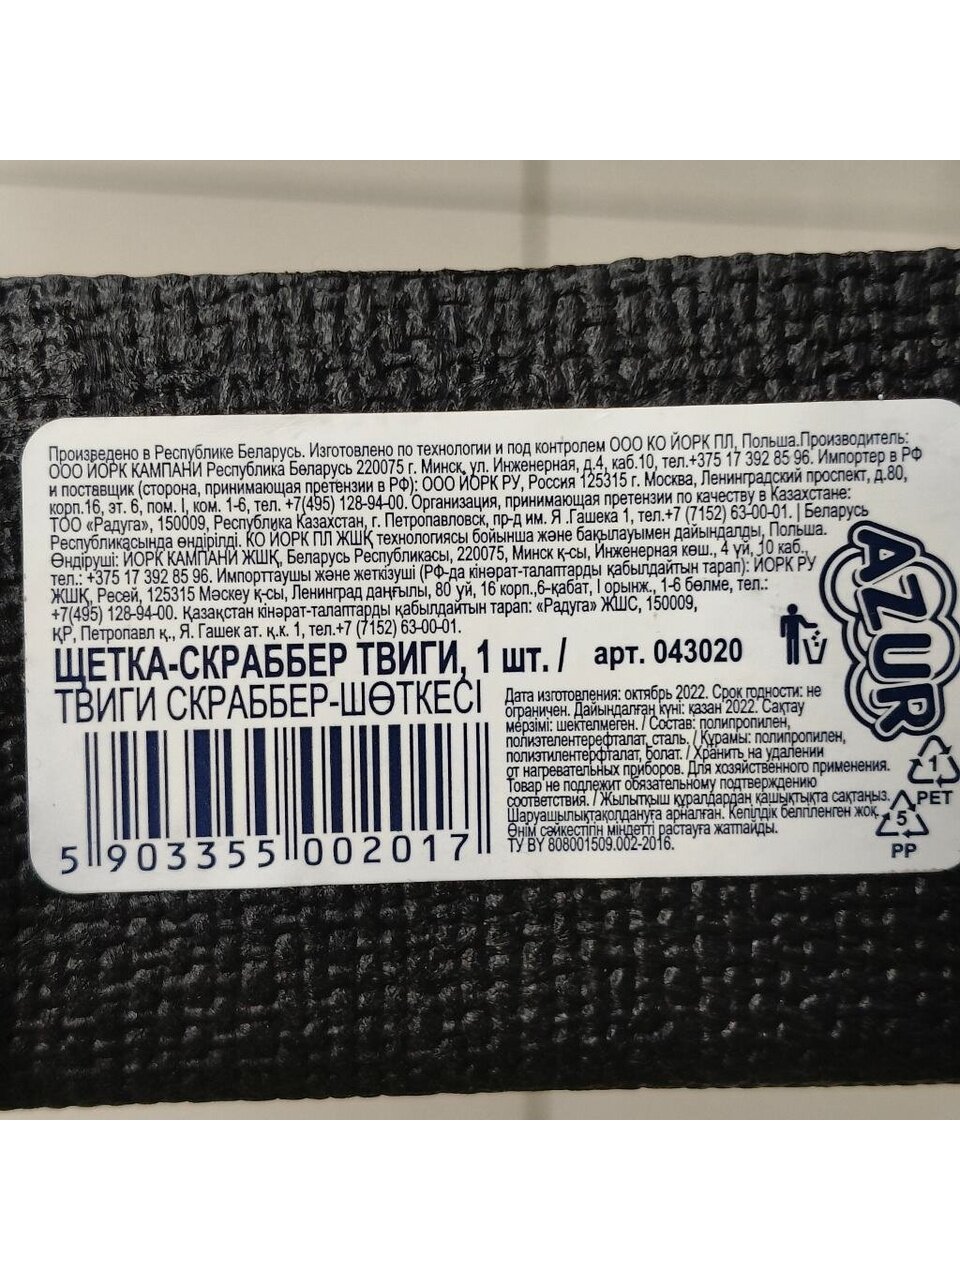 Произведено в Республике Беларусь. Изготовлено по технологии и под контролем ООО КО ЙОРК ПЛ, Польша.Производитель:
ООО ЙОРК КАМПАНИ Республика Беларусь 220075 г. Минск, ул. Инженерная, д.4, каб.10, тел.+375 17 392 85 96. Импортер в РФ
и поставщик (сторона, принимающая претензии в РФ): ООО ЙОРК РУ, Россия 125315 г. Москва, Ленинградский проспект, д.80,
корп.16, эт. 6, пом. I, ком. 1-6, тел. +7(495) 128-94-00. Организация, принимающая претензии по качеству в Казахстане:
ТОО «Радуга», 150009, Республика Казахстан, г. Петропавловск, пр-д им. Я .Гашека 1, тел.+7 (7152) 63-00-01. | Беларусь
Республикасында өндірілді. КО ЙОРК ПЛ ЖШҚ технологиясы бойынша және бақылауымен дайындалды, Польша.
Өндіруші: ЙОРК КАМПАНИ ЖШҚ, Беларусь Республикасы, 220075, Минск қ-сы, Инженерная көш., 4 үй, 10 каб.,
тел.: +375 17 392 85 96. Импорттаушы және жеткізуші (РФ-да кінәрат-талаптарды қабылдайтын тарап): ЙОРК РУ
ЖШҚ, Ресей, 125315 Мәскеу қ-сы, Ленинград даңғылы, 80 үй, 16 корп.,6-қабат, I орынж., 1-6 бөлме, тел.:
+7(495) 128-94-00. Қазақстан кінәрат-талаптарды қабылдайтын тарап: «Радуга» ЖШС, 150009,
ҚР, Петропавл қ., Я. Гашек ат. қ.к. 1, тел.+7 (7152) 63-00-01.
ЩЕТКА-СКРАББЕР ТВИГИ, 1 шт. / арт. 043020
ТВИГИ СКРАББЕР-ШӨТКЕСІ
Дата изготовления: октябрь 2022. Срок годности: не
ограничен. Дайындалған күні: қазан 2022. Сақтау
мерзімі: шектелмеген. / Состав: полипропилен,
полиэтелентерефталат, сталь. / Құрамы: полипропилен,
полиэтилентерфталат, болат. / Хранить на удалении
от нагревательных приборов. Для хозяйственного применения.
Товар не подлежит обязательному подтверждению
соответствия. / Жылытқыш құралдардан қашықтықта сақтаңыз.
Шаруашылықтақолдануға арналған. Кепілдік белгіленген жоқ.
Өнім сәйкестігін міндетті растауға жатпайды.
ТУ BY 808001509.002-2016.
5 903355 002017
AZUR
1
PET
5
PP